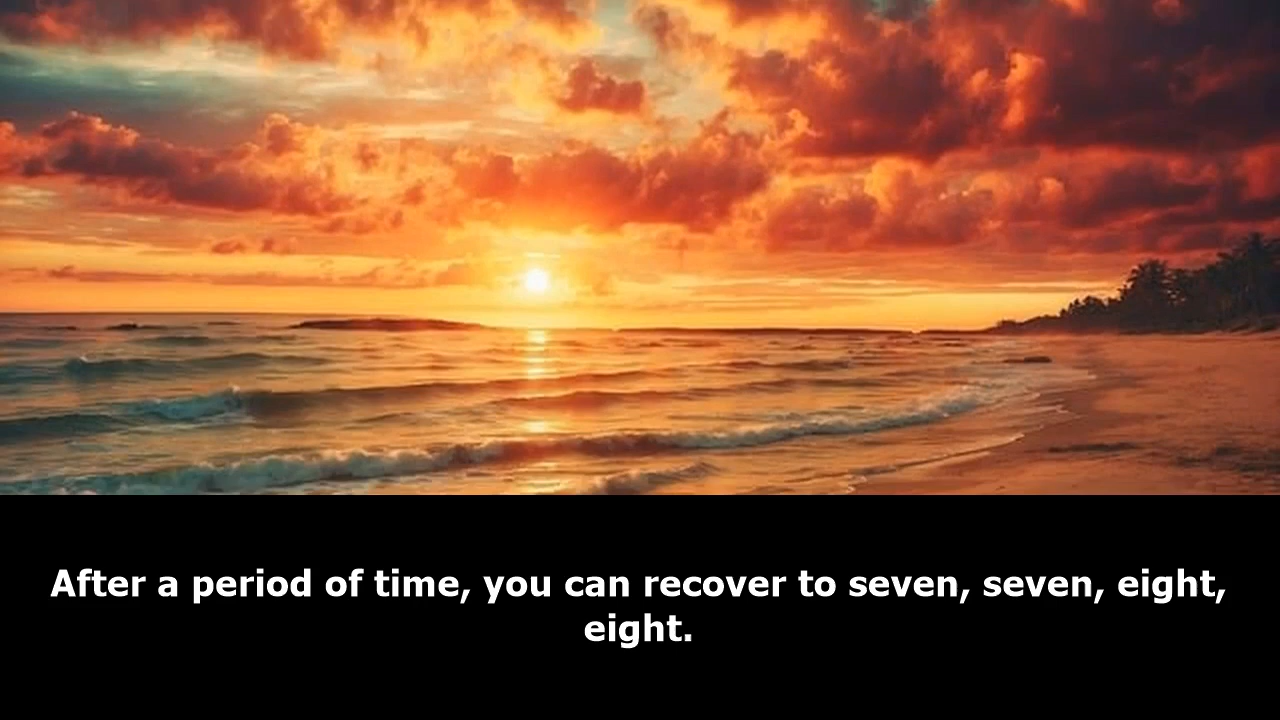 After a period of time, you can recover to seven, seven, eight,
eight.